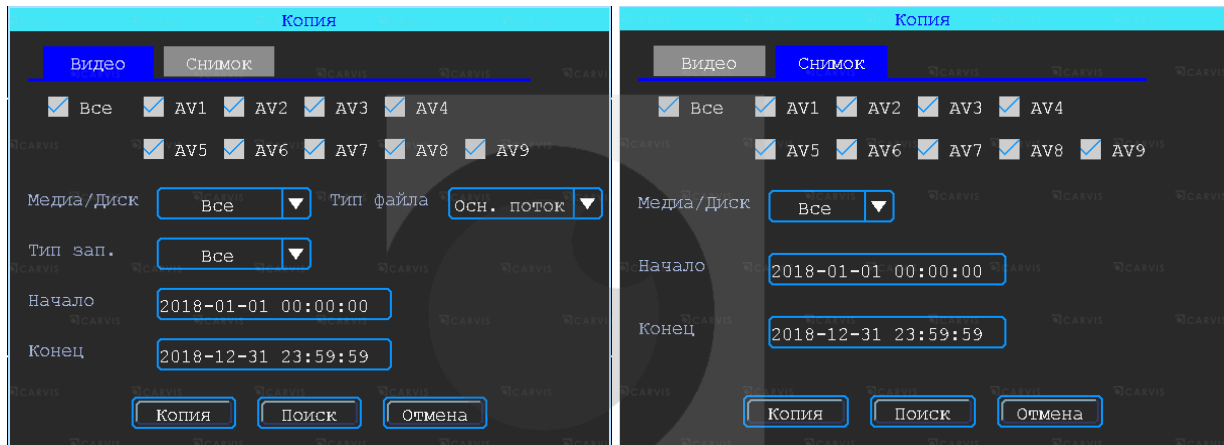 Копия
Видео Снимок
Все AV1 AV2 AV3 AV4
AV5 AV6 AV7 AV8 AV9
Медиа/Диск Все Тип файла Осн. поток
Тип зап. Все
Начало 2018-01-01 00:00:00
Конец 2018-12-31 23:59:59
Копия Поиск Отмена
Копия
Видео Снимок
Все AV1 AV2 AV3 AV4
AV5 AV6 AV7 AV8 AV9
Медиа/Диск Все
Начало 2018-01-01 00:00:00
Конец 2018-12-31 23:59:59
Копия Поиск Отмена
CARVIS